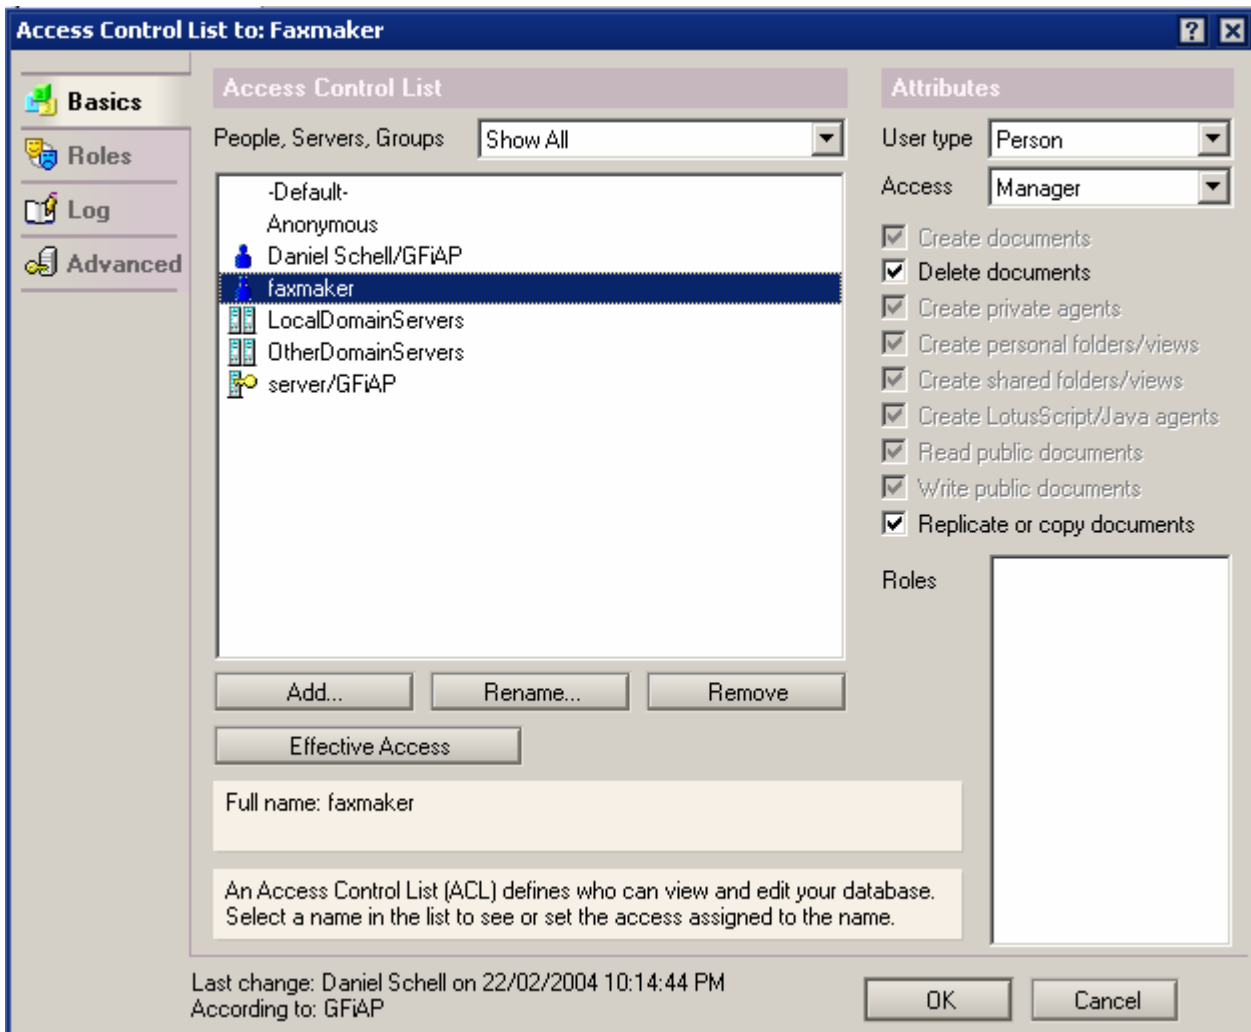 Access Control List to: Faxmaker
Basics
Roles
Log
Advanced
Access Control List
People, Servers, Groups
Show All
-Default-
Anonymous
Daniel Schell/GFiAP
faxmaker
LocalDomainServers
OtherDomainServers
server/GFiAP
Add...
Rename...
Remove
Effective Access
Full name: faxmaker
An Access Control List (ACL) defines who can view and edit your database.
Select a name in the list to see or set the access assigned to the name.
Attributes
User type
Person
Access
Manager
Create documents
Delete documents
Create private agents
Create personal folders/views
Create shared folders/views
Create LotusScript/Java agents
Read public documents
Write public documents
Replicate or copy documents
Roles
Last change: Daniel Schell on 22/02/2004 10:14:44 PM
According to: GFiAP
OK
Cancel